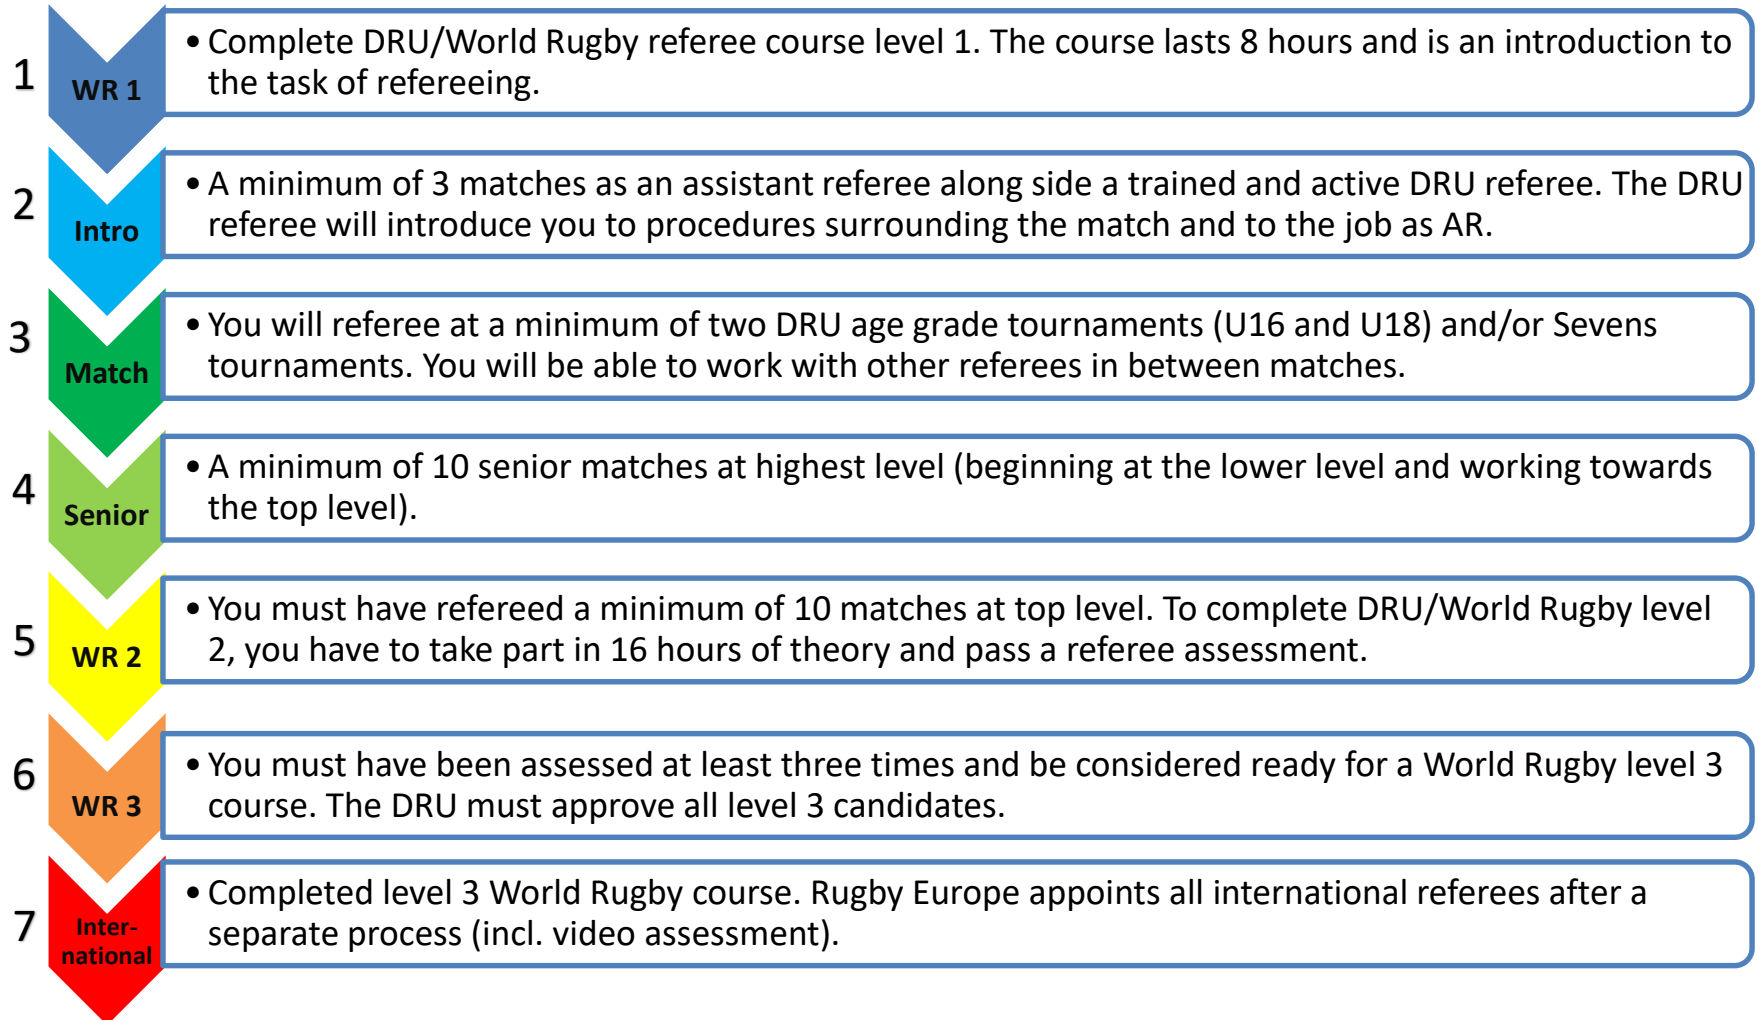 1
WR 1
• Complete DRU/World Rugby referee course level 1. The course lasts 8 hours and is an introduction to
the task of refereeing.
2
Intro
• A minimum of 3 matches as an assistant referee along side a trained and active DRU referee. The DRU
referee will introduce you to procedures surrounding the match and to the job as AR.
3
Match
• You will referee at a minimum of two DRU age grade tournaments (U16 and U18) and/or Sevens
tournaments. You will be able to work with other referees in between matches.
4
Senior
• A minimum of 10 senior matches at highest level (beginning at the lower level and working towards
the top level).
5
WR 2
• You must have refereed a minimum of 10 matches at top level. To complete DRU/World Rugby level
2, you have to take part in 16 hours of theory and pass a referee assessment.
6
WR 3
• You must have been assessed at least three times and be considered ready for a World Rugby level 3
course. The DRU must approve all level 3 candidates.
7
Inter-
national
• Completed level 3 World Rugby course. Rugby Europe appoints all international referees after a
separate process (incl. video assessment).